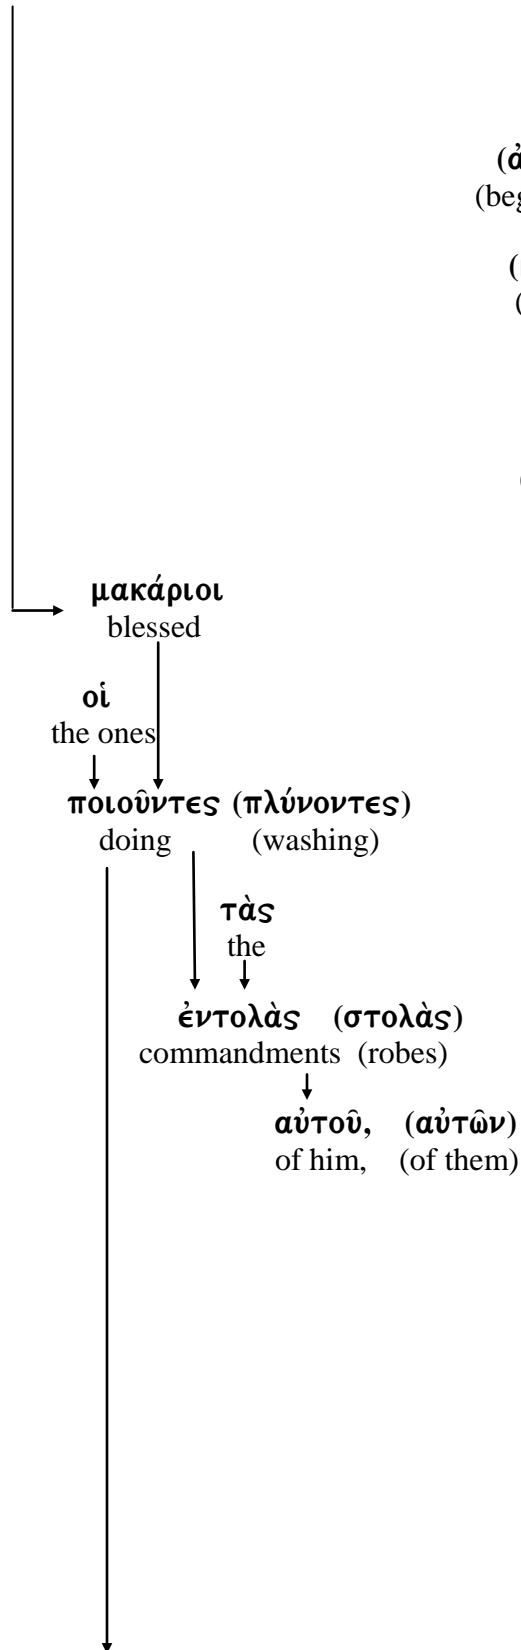 μακάριοι
blessed
οἱ
the ones
ποιοῦντες (πλύνοντες)
doing (washing)
τὰς
the
ἐντολὰς (στολὰς)
commandments (robes)
αὐτοῦ, (αὐτῶν)
of him, (of them)